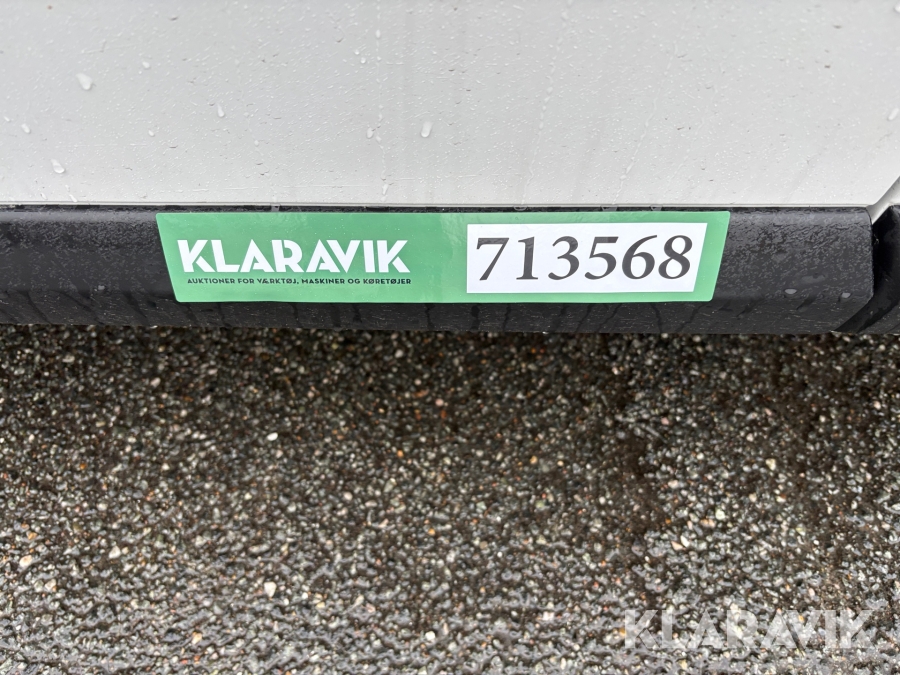 KLARAVIK
AUKTIONER FOR VÆRKTØJ, MASKINER OG KØRETØJER
713568
KLARAVIK